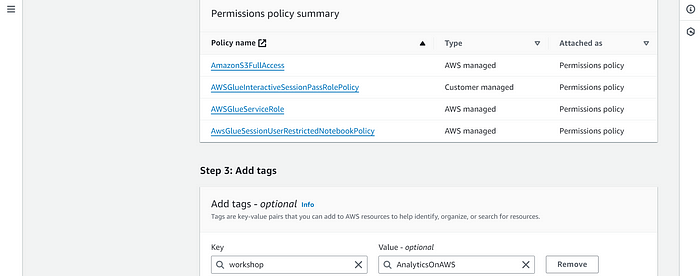 Permissions policy summary
Policy name Type Attached as
AmazonS3FullAccess AWS managed Permissions policy
AWSGlueInteractiveSessionPassRolePolicy Customer managed Permissions policy
AWSGlueServiceRole AWS managed Permissions policy
AwsGlueSessionUserRestrictedNotebookPolicy AWS managed Permissions policy
Step 3: Add tags
Add tags - optional Info
Tags are key-value pairs that you can add to AWS resources to help identify, organize, or search for resources.
Key Value - optional
workshop AnalyticsOnAWS Remove